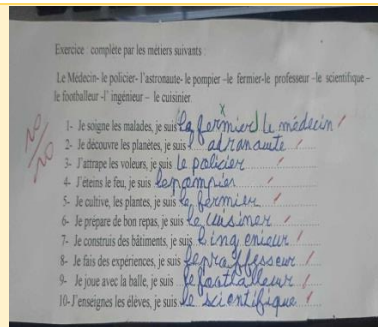 Exercice : complète par les métiers suivants :
Le Médecin- le policier- l'astronaute- le pompier –le fermier-le professeur –le scientifique –
le footballeur -l' ingénieur – le cuisinier.
20/20
1- Je soigne les malades, je suis le fermier le médecin
2- Je découvre les planètes, je suis l'adronaute
3- J'attrape les voleurs, je suis le policier
4- J'éteins le feu, je suis le pompier
5- Je cultive, les plantes, je suis le fermier
6- Je prépare de bon repas, je suis le cuisiner
7- Je construis des bâtiments, je suis l'ingenieur
8- Je fais des expériences, je suis le proffesseur
9- Je joue avec la balle, je suis le footballeur
10-J'enseignes les élèves, je suis le scientifique